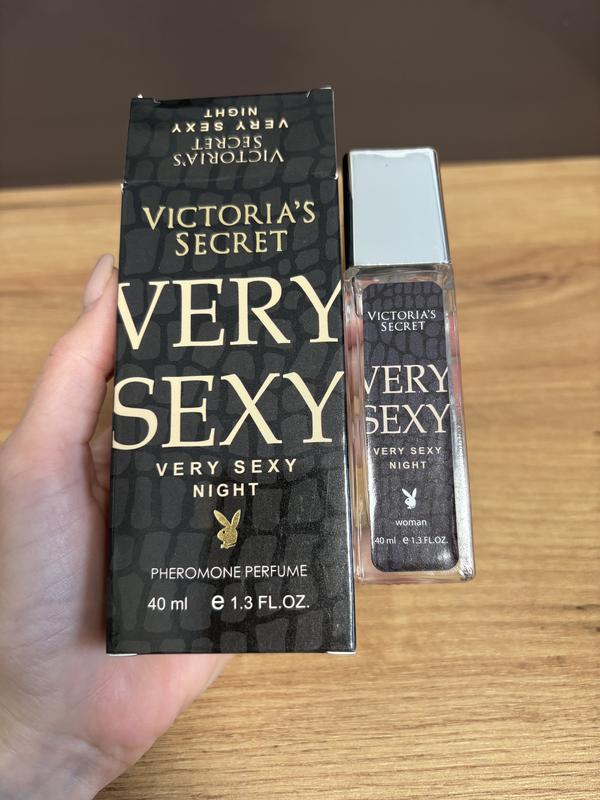 VICTORIA'S
SECRET
VERY SEXY
NIGHT
VICTORIA'S
SECRET
VERY
SEXY
VERY SEXY
NIGHT
PHEROMONE PERFUME
40 ml e 1.3 FL.OZ.
VICTORIA'S
SECRET
VERY
SEXY
VERY SEXY
NIGHT
woman
40 ml e 1.3 FL.OZ.